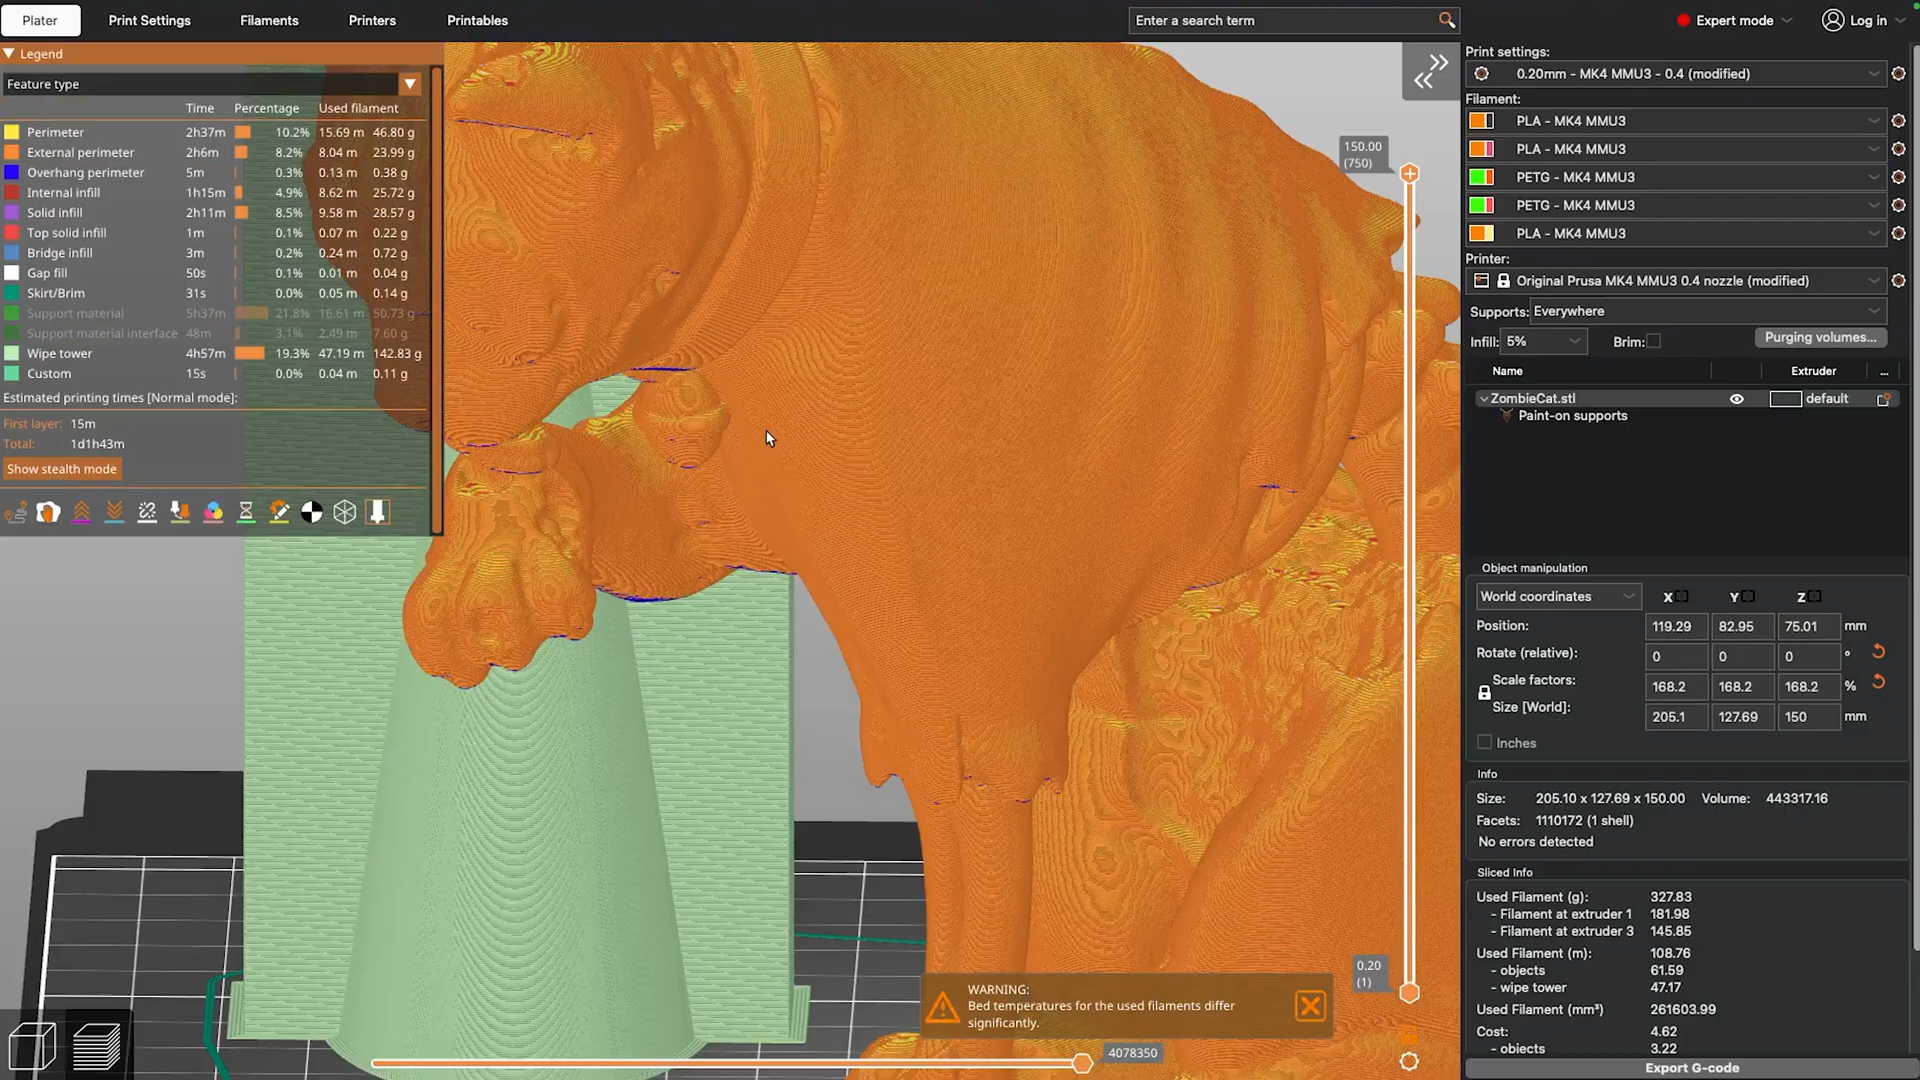 Plater Print Settings Filaments Printers Printables Enter a search term Expert mode Log in
Legend
Feature type
Time Percentage Used filament
Perimeter 2h37m 10.2% 15.69 m 46.80 g
External perimeter 2h6m 8.2% 8.04 m 23.99 g
Overhang perimeter 5m 0.3% 0.13 m 0.38 g
Internal infill 1h15m 4.9% 8.62 m 25.72 g
Solid infill 2h11m 8.5% 9.58 m 28.57 g
Top solid infill 1m 0.1% 0.07 m 0.22 g
Bridge infill 3m 0.2% 0.24 m 0.72 g
Gap fill 50s 0.1% 0.01 m 0.04 g
Skirt/Brim 31s 0.0% 0.05 m 0.14 g
Support material 5h37m 21.8% 16.61 m 50.73 g
Support material interface 48m 3.1% 2.49 m 7.60 g
Wipe tower 4h57m 19.3% 47.19 m 142.83 g
Custom 15s 0.0% 0.04 m 0.11 g
Estimated printing times [Normal mode]:
First layer: 15m
Total: 1d1h43m
Show stealth mode
150.00
(750)
0.20
(1)
WARNING:
Bed temperatures for the used filaments differ
significantly.
4078350
Print settings:
0.20mm - MK4 MMU3 - 0.4 (modified)
Filament:
PLA - MK4 MMU3
PLA - MK4 MMU3
PETG - MK4 MMU3
PETG - MK4 MMU3
PLA - MK4 MMU3
Printer:
Original Prusa MK4 MMU3 0.4 nozzle (modified)
Supports: Everywhere
Infill: 5% Brim: Purging volumes...
Name Extruder ...
ZombieCat.stl default
Paint-on supports
Object manipulation
World coordinates X Y Z
Position: 119.29 82.95 75.01 mm
Rotate (relative): 0 0 0 °
Scale factors: 168.2 168.2 168.2 %
Size [World]: 205.1 127.69 150 mm
Inches
Info
Size: 205.10 x 127.69 x 150.00 Volume: 443317.16
Facets: 1110172 (1 shell)
No errors detected
Sliced Info
Used Filament (g): 327.83
- Filament at extruder 1 181.98
- Filament at extruder 3 145.85
Used Filament (m): 108.76
- objects 61.59
- wipe tower 47.17
Used Filament (mm³) 261603.99
Cost: 4.62
- objects 3.22
Export G-code